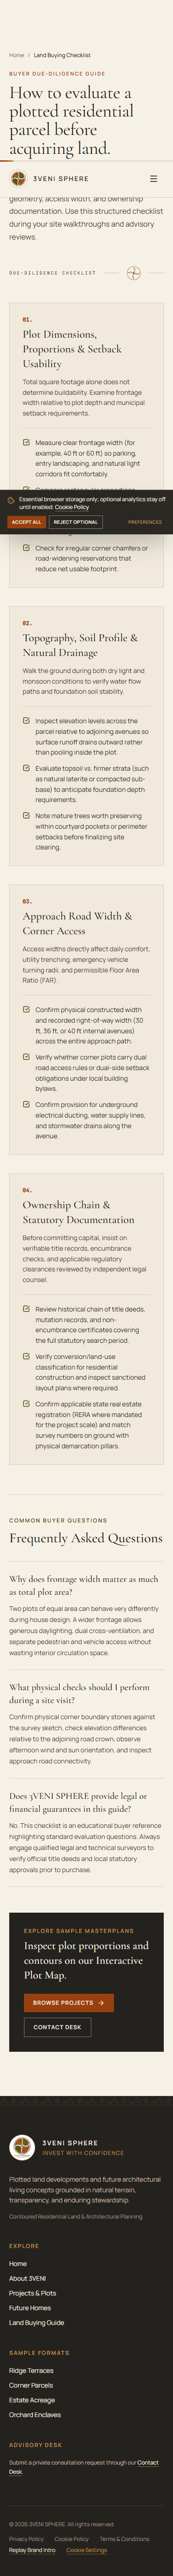 Home / Land Buying Checklist
BUYER DUE-DILIGENCE GUIDE
How to evaluate a
plotted residential
parcel before
acquiring land.
3VENI SPHERE
geometry, access width, and ownership
documentation. Use this structured checklist
during your site walkthroughs and advisory
reviews.
DUE-DILIGENCE CHECKLIST
01.
Plot Dimensions,
Proportions & Setback
Usability
Total square footage alone does not
determine buildability. Examine frontage
width relative to plot depth and municipal
setback requirements.
Measure clear frontage width (for
example, 40 ft or 60 ft) so parking,
entry landscaping, and natural light
corridors fit comfortably.
Essential browser storage only; optional analytics stay off
until enabled. Cookie Policy
ACCEPT ALL
REJECT OPTIONAL
PREFERENCES
Check for irregular corner chamfers or
road-widening reservations that
reduce net usable footprint.
02.
Topography, Soil Profile &
Natural Drainage
Walk the ground during both dry light and
monsoon conditions to verify water flow
paths and foundation soil stability.
Inspect elevation levels across the
parcel relative to adjoining avenues so
surface runoff drains outward rather
than pooling inside the plot.
Evaluate topsoil vs. firmer strata (such
as natural laterite or compacted sub-
base) to anticipate foundation depth
requirements.
Note mature trees worth preserving
within courtyard pockets or perimeter
setbacks before finalizing site
clearing.
03.
Approach Road Width &
Corner Access
Access widths directly affect daily comfort,
utility trenching, emergency vehicle
turning radii, and permissible Floor Area
Ratio (FAR).
Confirm physical constructed width
and recorded right-of-way width (30
ft, 36 ft, or 40 ft internal avenues)
across the entire approach path.
Verify whether corner plots carry dual
road access rules or dual-side setback
obligations under local building
bylaws.
Confirm provision for underground
electrical ducting, water supply lines,
and stormwater drains along the
avenue.
04.
Ownership Chain &
Statutory Documentation
Before committing capital, insist on
verifiable title records, encumbrance
checks, and applicable regulatory
clearances reviewed by independent legal
counsel.
Review historical chain of title deeds,
mutation records, and non-
encumbrance certificates covering
the full statutory search period.
Verify conversion/land-use
classification for residential
construction and inspect sanctioned
layout plans where required.
Confirm applicable state real estate
registration (RERA where mandated
for the project scale) and match
survey numbers on ground with
physical demarcation pillars.
COMMON BUYER QUESTIONS
Frequently Asked Questions
Why does frontage width matter as much
as total plot area?
Two plots of equal area can behave very differently
during house design. A wider frontage allows
generous daylighting, dual cross-ventilation, and
separate pedestrian and vehicle access without
wasting interior circulation space.
What physical checks should I perform
during a site visit?
Confirm physical corner boundary stones against
the survey sketch, check elevation differences
relative to the adjoining road crown, observe
afternoon wind and sun orientation, and inspect
approach road connectivity.
Does 3VENI SPHERE provide legal or
financial guarantees in this guide?
No. This checklist is an educational buyer reference
highlighting standard evaluation questions. Always
engage qualified legal and technical surveyors to
verify official title deeds and local statutory
approvals prior to purchase.
EXPLORE SAMPLE MASTERPLANS
Inspect plot proportions and
contours on our Interactive
Plot Map.
BROWSE PROJECTS →
CONTACT DESK
3VENI SPHERE
INVEST WITH CONFIDENCE
Plotted land developments and future architectural
living concepts grounded in natural terrain,
transparency, and enduring stewardship.
Contoured Residential Land & Architectural Planning
EXPLORE
Home
About 3VENI
Projects & Plots
Future Homes
Land Buying Guide
SAMPLE FORMATS
Ridge Terraces
Corner Parcels
Estate Acreage
Orchard Enclaves
ADVISORY DESK
Submit a private consultation request through our Contact
Desk.
© 2026 3VENI SPHERE. All rights reserved.
Privacy Policy Cookie Policy Terms & Conditions
Replay Brand Intro Cookie Settings